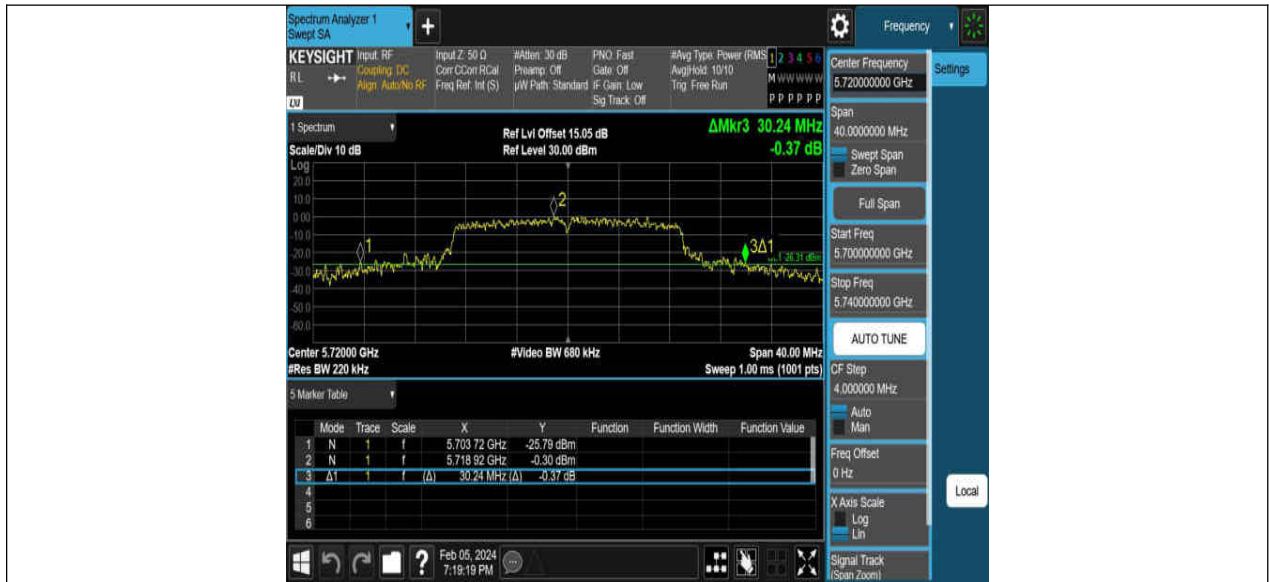 Spectrum Analyzer 1
Swept SA
+
Frequency
KEYSIGHT
RL
Input: RF
Coupling: DC
Align: Auto/No RF
Input Z: 50 Ω
Corr CCorr RCal
Freq Ref: Int (S)
#Atten: 30 dB
Preamp: Off
µW Path: Standard
PNO: Fast
Gate: Off
IF Gain: Low
Sig Track: Off
#Avg Type: Power (RMS
Avg|Hold: 10/10
Trig: Free Run
1 2 3 4 5 6
M W W W W W
P P P P P P
1 Spectrum
Scale/Div 10 dB
Ref Lvl Offset 15.05 dB
Ref Level 30.00 dBm
ΔMkr3 30.24 MHz
-0.37 dB
Log
20.0
10.0
0.00
-10.0
-20.0
-30.0
-40.0
-50.0
-60.0
1
2
3Δ1
-26.31 dBm
Center 5.72000 GHz
#Res BW 220 kHz
#Video BW 680 kHz
Span 40.00 MHz
Sweep 1.00 ms (1001 pts)
5 Marker Table
Mode Trace Scale X Y Function Function Width Function Value
1 N 1 f 5.703 72 GHz -25.79 dBm
2 N 1 f 5.718 92 GHz -0.30 dBm
3 Δ1 1 f (Δ) 30.24 MHz (Δ) -0.37 dB
4
5
6
Feb 05, 2024
7:19:19 PM
?
Center Frequency
5.720000000 GHz
Span
40.0000000 MHz
Swept Span
Zero Span
Full Span
Start Freq
5.700000000 GHz
Stop Freq
5.740000000 GHz
AUTO TUNE
CF Step
4.000000 MHz
Auto
Man
Freq Offset
0 Hz
X Axis Scale
Log
Lin
Signal Track
(Span Zoom)
Settings
Local